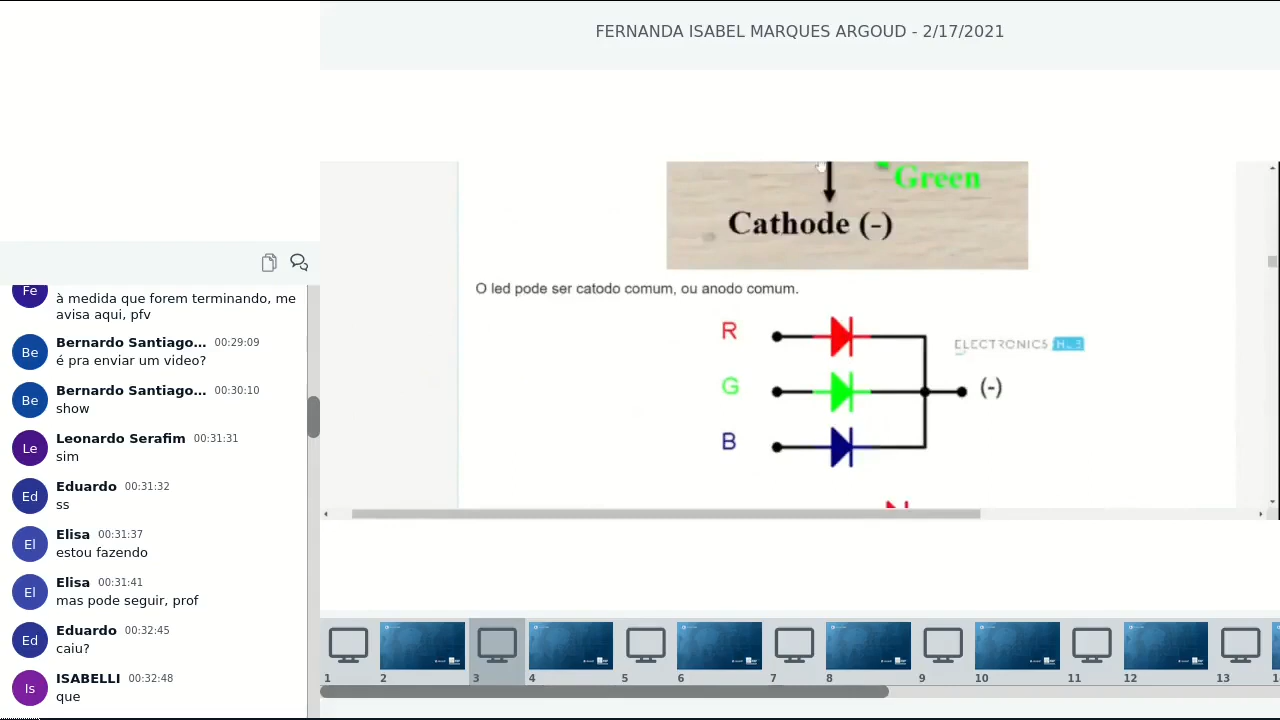 FERNANDA ISABEL MARQUES ARGOUD - 2/17/2021
Fe
à medida que forem terminando, me
avisa aqui, pfv
Be
Bernardo Santiago... 00:29:09
é pra enviar um video?
Be
Bernardo Santiago... 00:30:10
show
Le
Leonardo Serafim 00:31:31
sim
Ed
Eduardo 00:31:32
ss
El
Elisa 00:31:37
estou fazendo
El
Elisa 00:31:41
mas pode seguir, prof
Ed
Eduardo 00:32:45
caiu?
Is
ISABELLI 00:32:48
que
Green
Cathode (-)
O led pode ser catodo comum, ou anodo comum.
R
ELECTRONICS HUB
G
(-)
B
1 2 3 4 5 6 7 8 9 10 11 12 13